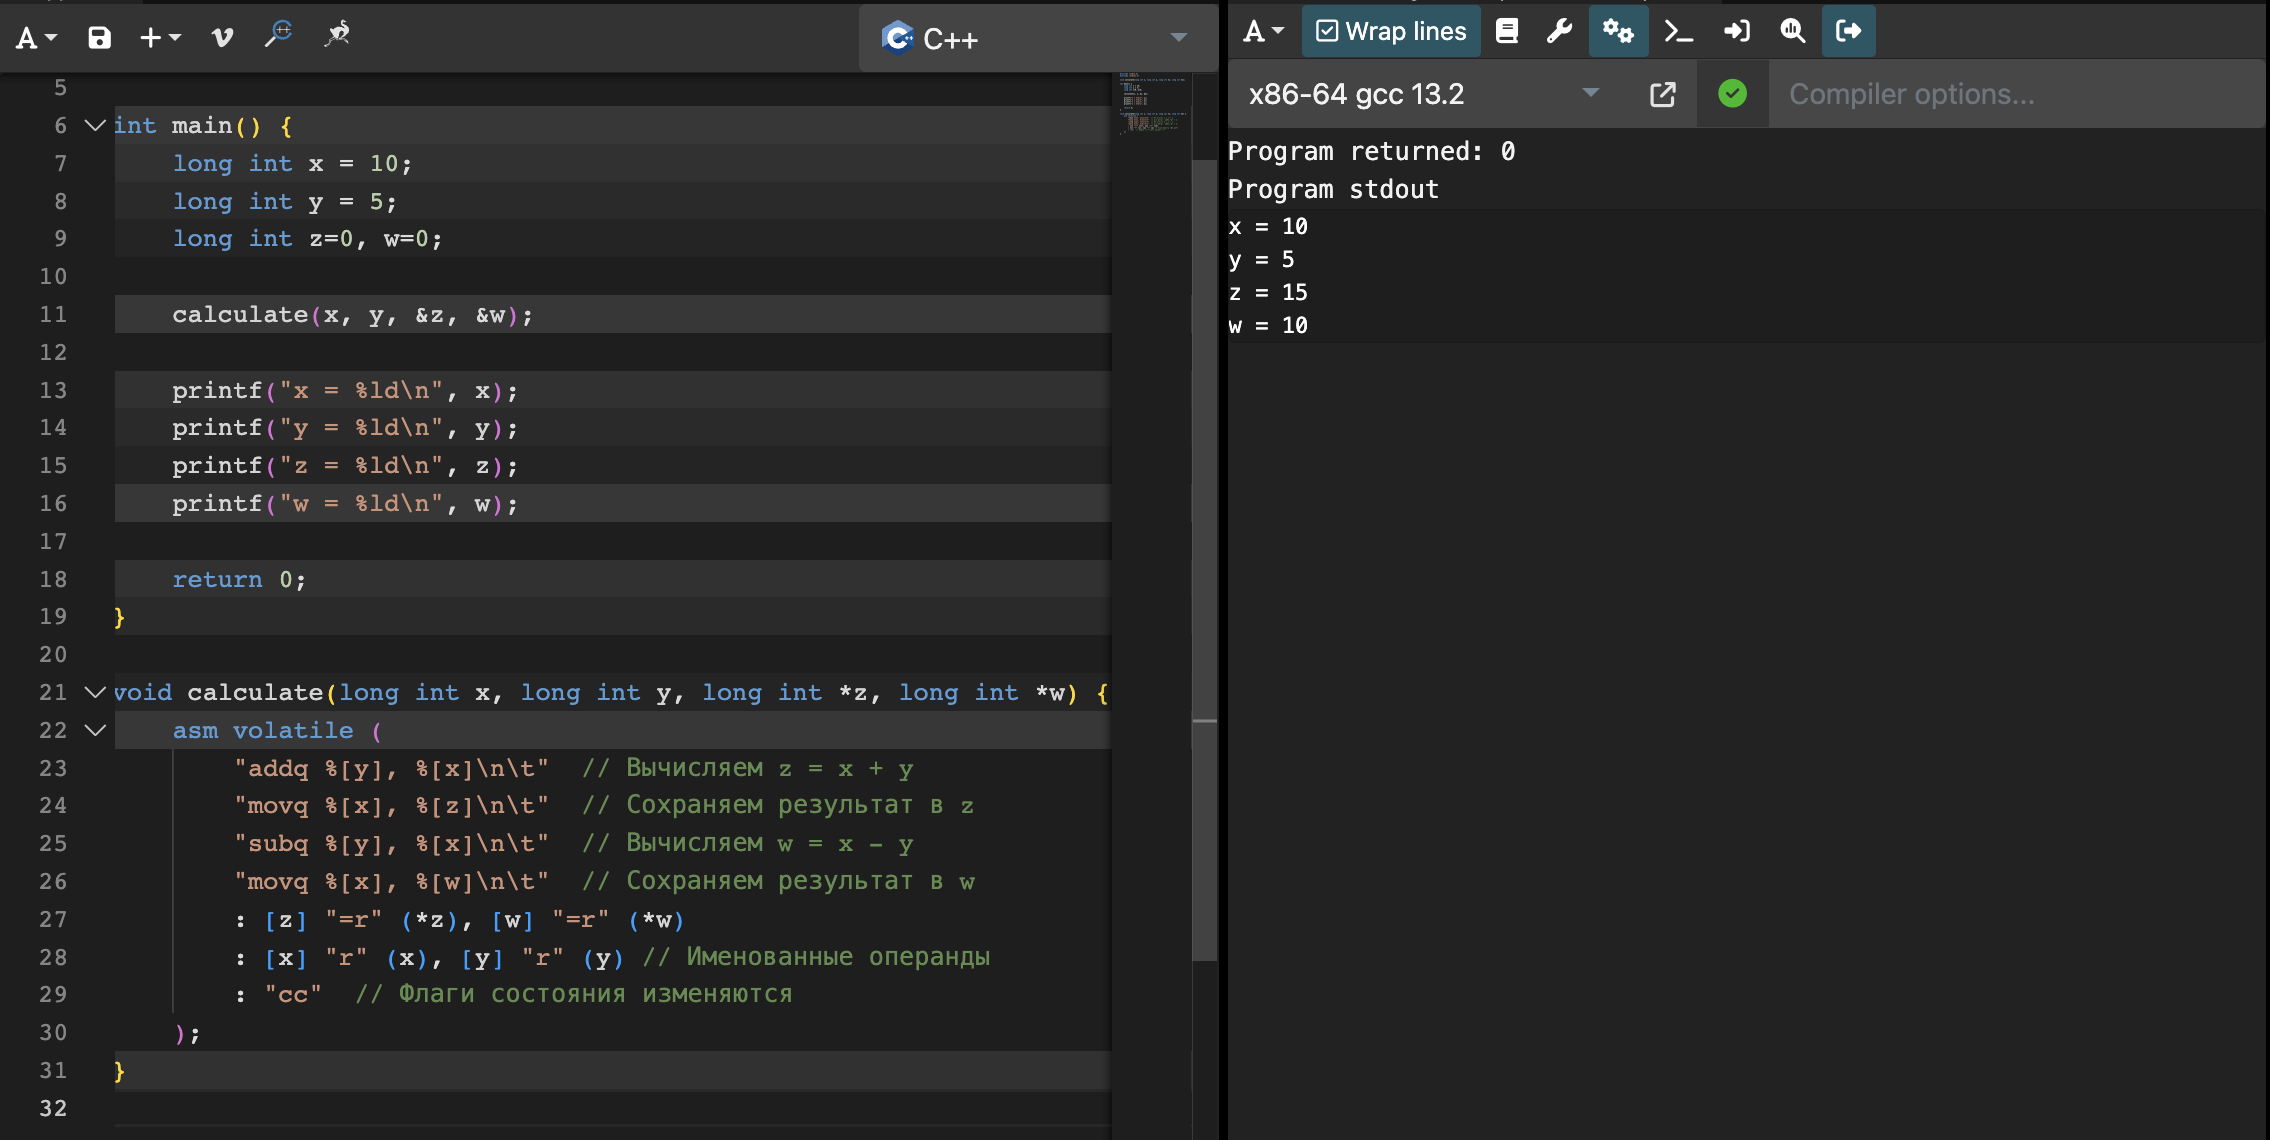 A
C++
5
6 int main() {
7 long int x = 10;
8 long int y = 5;
9 long int z=0, w=0;
10
11 calculate(x, y, &z, &w);
12
13 printf("x = %ld\n", x);
14 printf("y = %ld\n", y);
15 printf("z = %ld\n", z);
16 printf("w = %ld\n", w);
17
18 return 0;
19 }
20
21 void calculate(long int x, long int y, long int *z, long int *w) {
22 asm volatile (
23 "addq %[y], %[x]\n\t" // Вычисляем z = x + y
24 "movq %[x], %[z]\n\t" // Сохраняем результат в z
25 "subq %[y], %[x]\n\t" // Вычисляем w = x - y
26 "movq %[x], %[w]\n\t" // Сохраняем результат в w
27 : [z] "=r" (*z), [w] "=r" (*w)
28 : [x] "r" (x), [y] "r" (y) // Именованные операнды
29 : "cc" // Флаги состояния изменяются
30 );
31 }
32
A Wrap lines
x86-64 gcc 13.2 Compiler options...
Program returned: 0
Program stdout
x = 10
y = 5
z = 15
w = 10